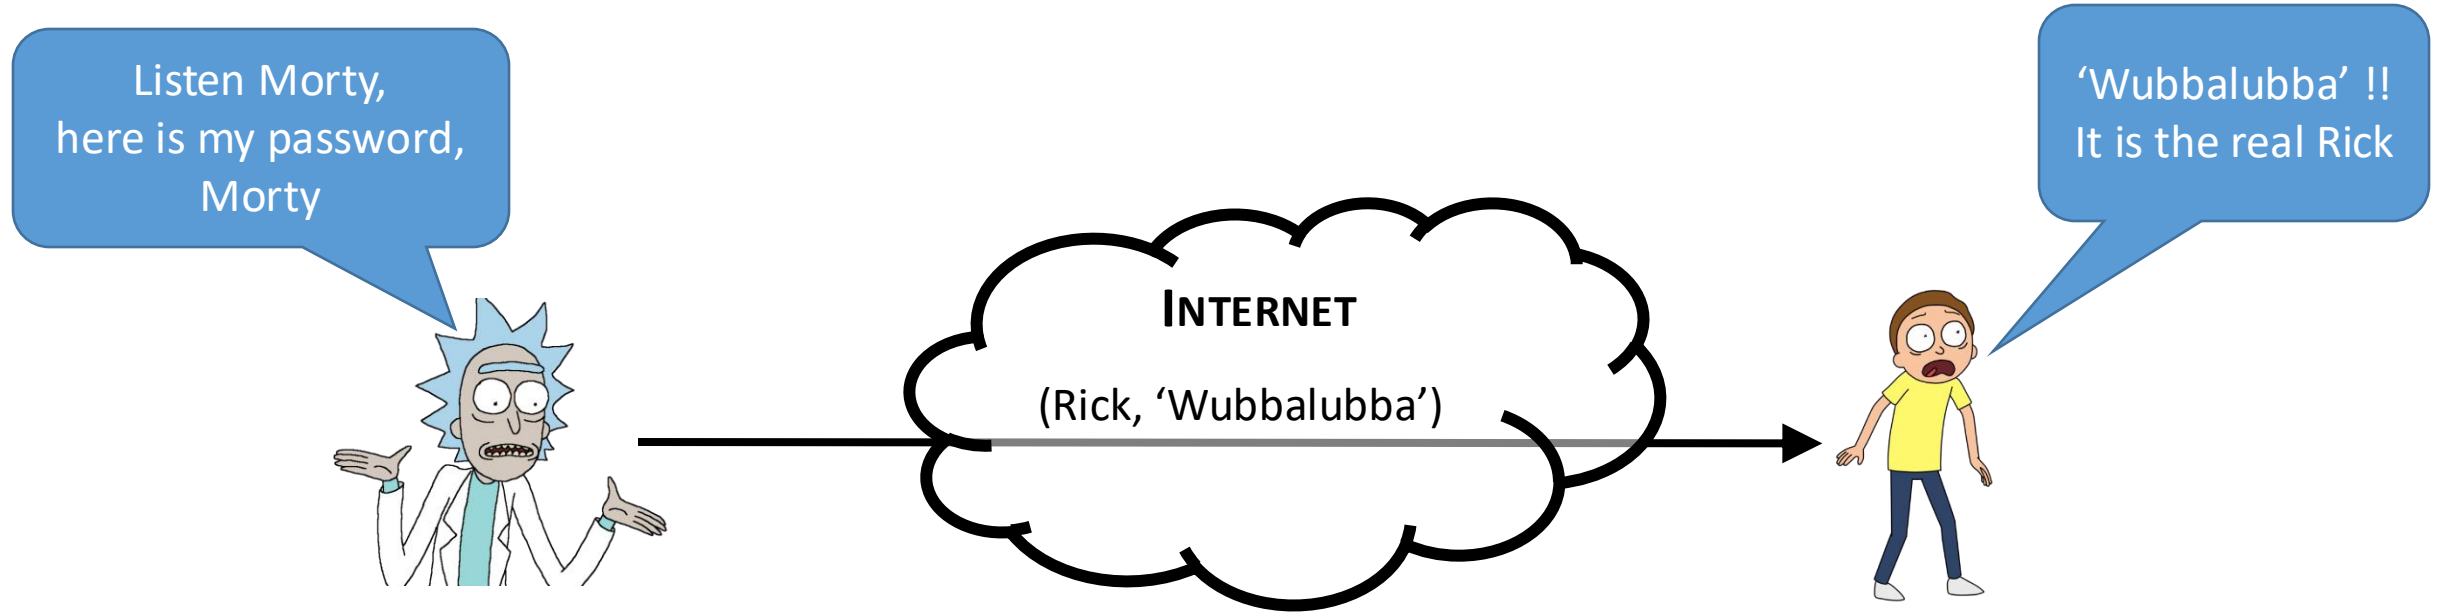 Listen Morty,
here is my password,
Morty
‘Wubbalubba’ !!
It is the real Rick
INTERNET
(Rick, ‘Wubbalubba’)